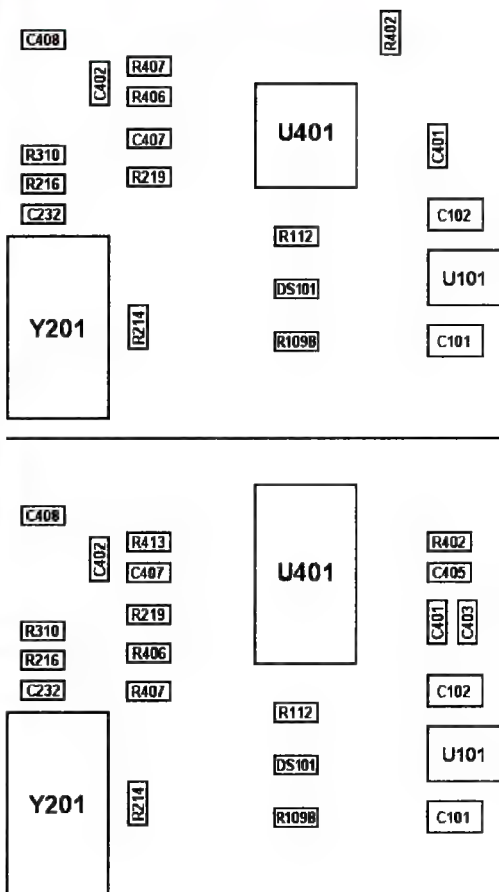 R402
C408
R407
C402
R406
U401
C407
C401
R310
R219
R216
C232
C102
R112
U101
DS101
Y201
R214
R109B
C101
C408
R413
R402
C402
C407
U401
C405
R219
C401
C403
R310
R406
R216
C232
R407
C102
R112
U101
DS101
Y201
R214
R109B
C101